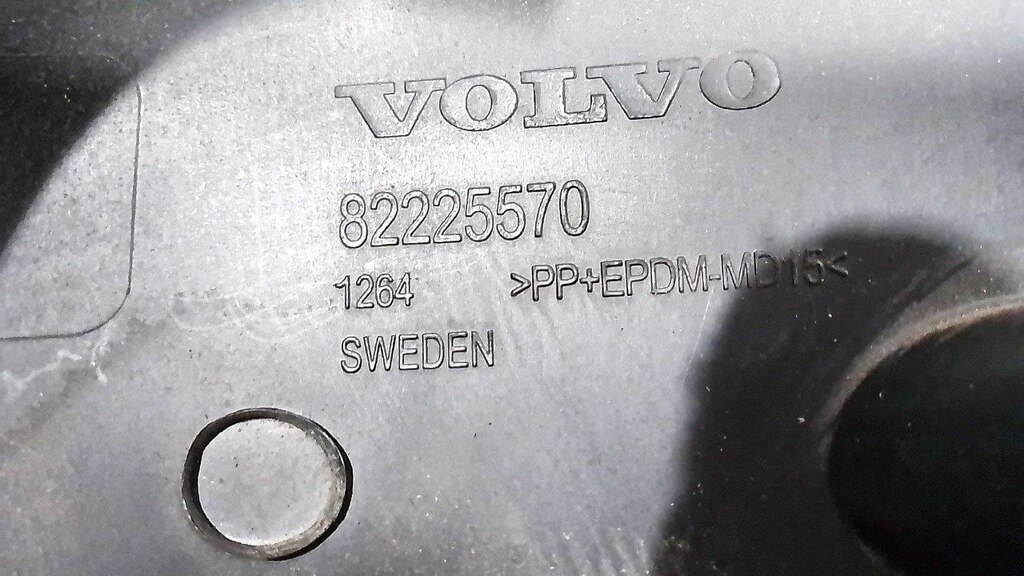 VOLVO
82225570
1264 >PP+EPDM-MD15<
SWEDEN